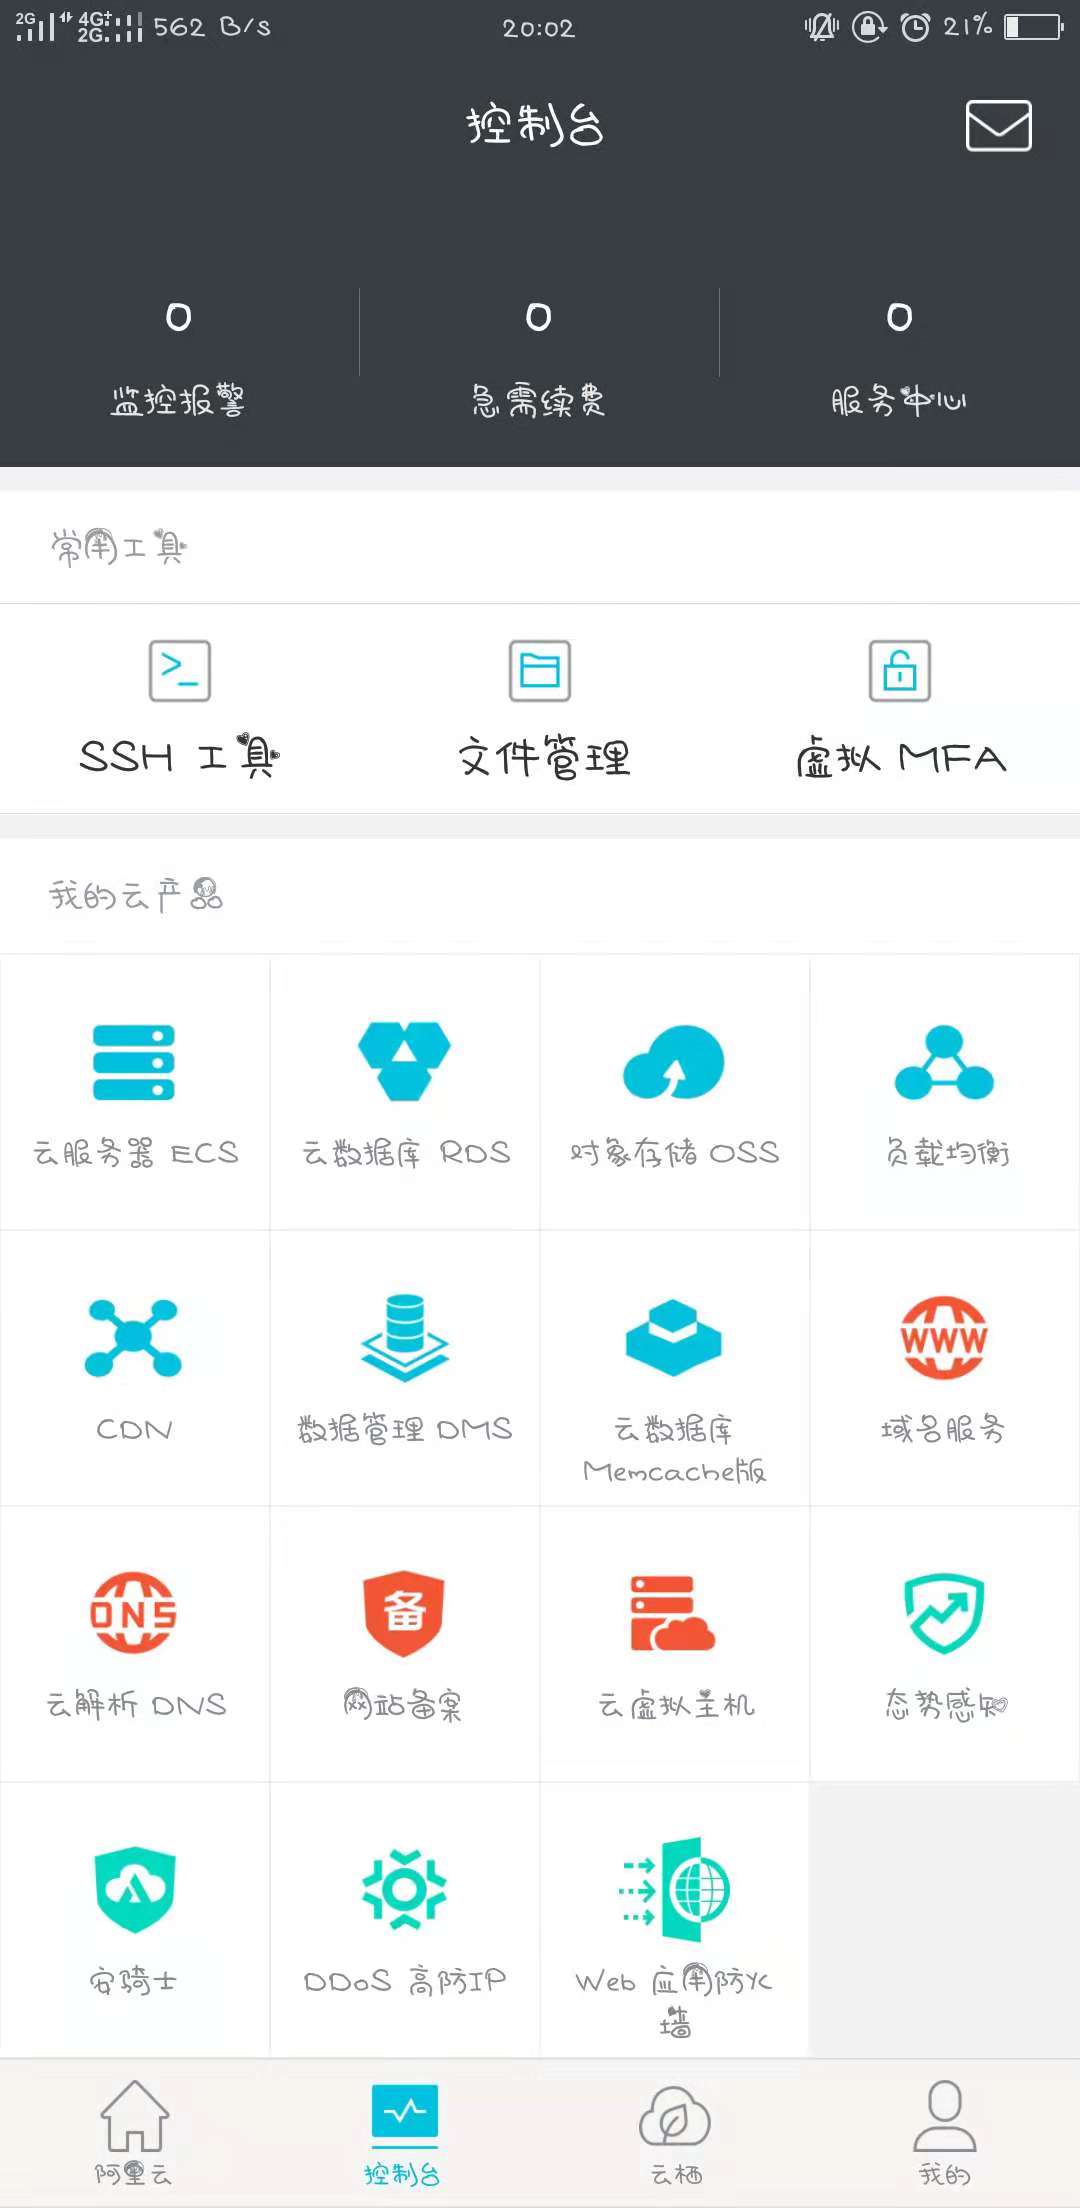 2G 4G+ 2G 562 B/s 20:02 21%
控制台
0 0 0
监控报警 急需续费 服务中心
常用工具
SSH 工具 文件管理 虚拟 MFA
我的云产品
云服务器 ECS 云数据库 RDS 对象存储 OSS 负载均衡
WWW
CDN 数据管理 DMS 云数据库 域名服务
Memcache版
DNS 备
云解析 DNS 网站备案 云虚拟主机 态势感知
安骑士 DDoS 高防IP Web 应用防火
墙
阿里云 控制台 云栖 我的